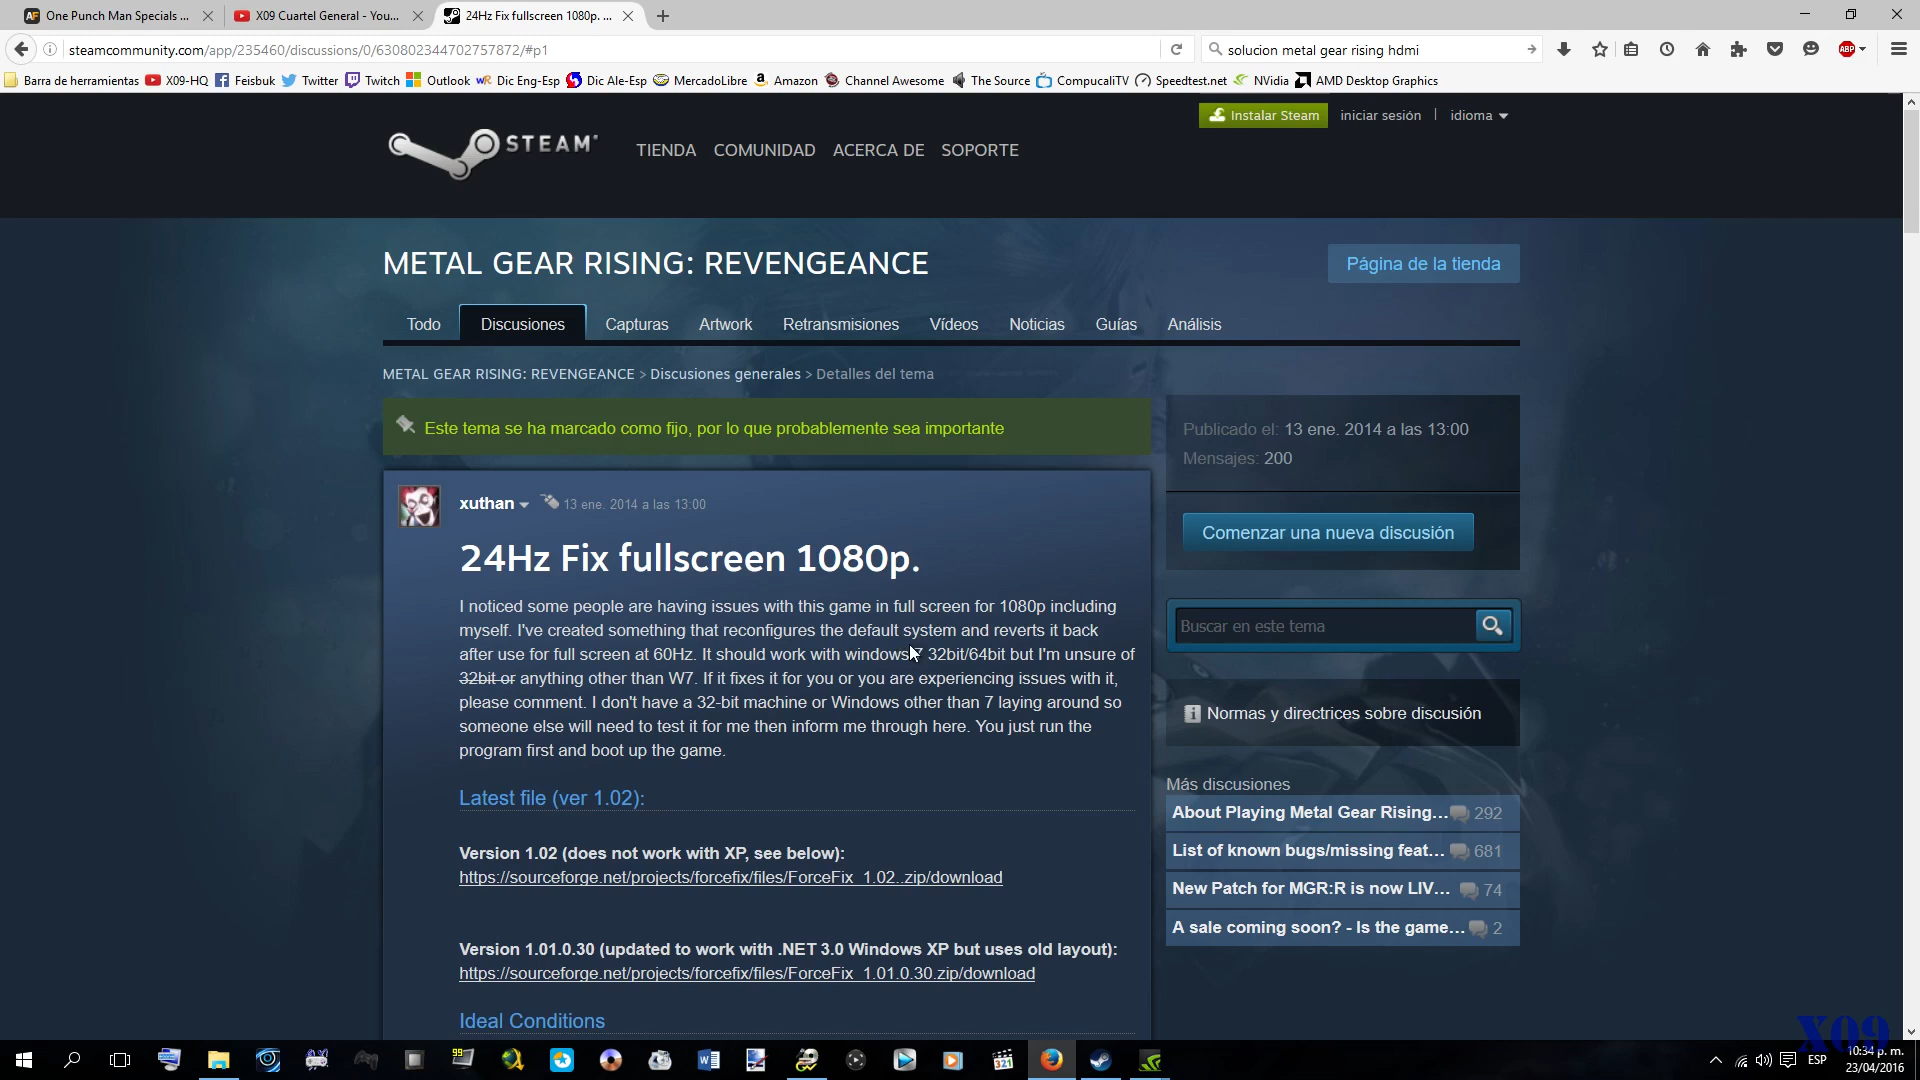 One Punch Man Specials ...
X09 Cuartel General - You...
24Hz Fix fullscreen 1080p. ...
steamcommunity.com/app/235460/discussions/0/630802344702757872/#p1
solucion metal gear rising hdmi
ABP
Barra de herramientas
X09-HQ
Feisbuk
Twitter
Twitch
Outlook
Dic Eng-Esp
Dic Ale-Esp
MercadoLibre
Amazon
Channel Awesome
The Source
CompucaliTV
Speedtest.net
NVidia
AMD Desktop Graphics
Instalar Steam
iniciar sesión | idioma
STEAM
TIENDA COMUNIDAD ACERCA DE SOPORTE
METAL GEAR RISING: REVENGEANCE
Página de la tienda
Todo Discusiones Capturas Artwork Retransmisiones Vídeos Noticias Guías Análisis
METAL GEAR RISING: REVENGEANCE > Discusiones generales > Detalles del tema
Este tema se ha marcado como fijo, por lo que probablemente sea importante
Publicado el: 13 ene. 2014 a las 13:00
Mensajes: 200
Comenzar una nueva discusión
xuthan 13 ene. 2014 a las 13:00
24Hz Fix fullscreen 1080p.
I noticed some people are having issues with this game in full screen for 1080p including
myself. I've created something that reconfigures the default system and reverts it back
after use for full screen at 60Hz. It should work with windows 7 32bit/64bit but I'm unsure of
32bit or anything other than W7. If it fixes it for you or you are experiencing issues with it,
please comment. I don't have a 32-bit machine or Windows other than 7 laying around so
someone else will need to test it for me then inform me through here. You just run the
program first and boot up the game.
Latest file (ver 1.02):
Version 1.02 (does not work with XP, see below):
https://sourceforge.net/projects/forcefix/files/ForceFix_1.02..zip/download
Version 1.01.0.30 (updated to work with .NET 3.0 Windows XP but uses old layout):
https://sourceforge.net/projects/forcefix/files/ForceFix_1.01.0.30.zip/download
Ideal Conditions
Buscar en este tema
Normas y directrices sobre discusión
Más discusiones
About Playing Metal Gear Rising... 292
List of known bugs/missing feat... 681
New Patch for MGR:R is now LIV... 74
A sale coming soon? - Is the game... 2
X09
ESP
10:34 p. m.
23/04/2016